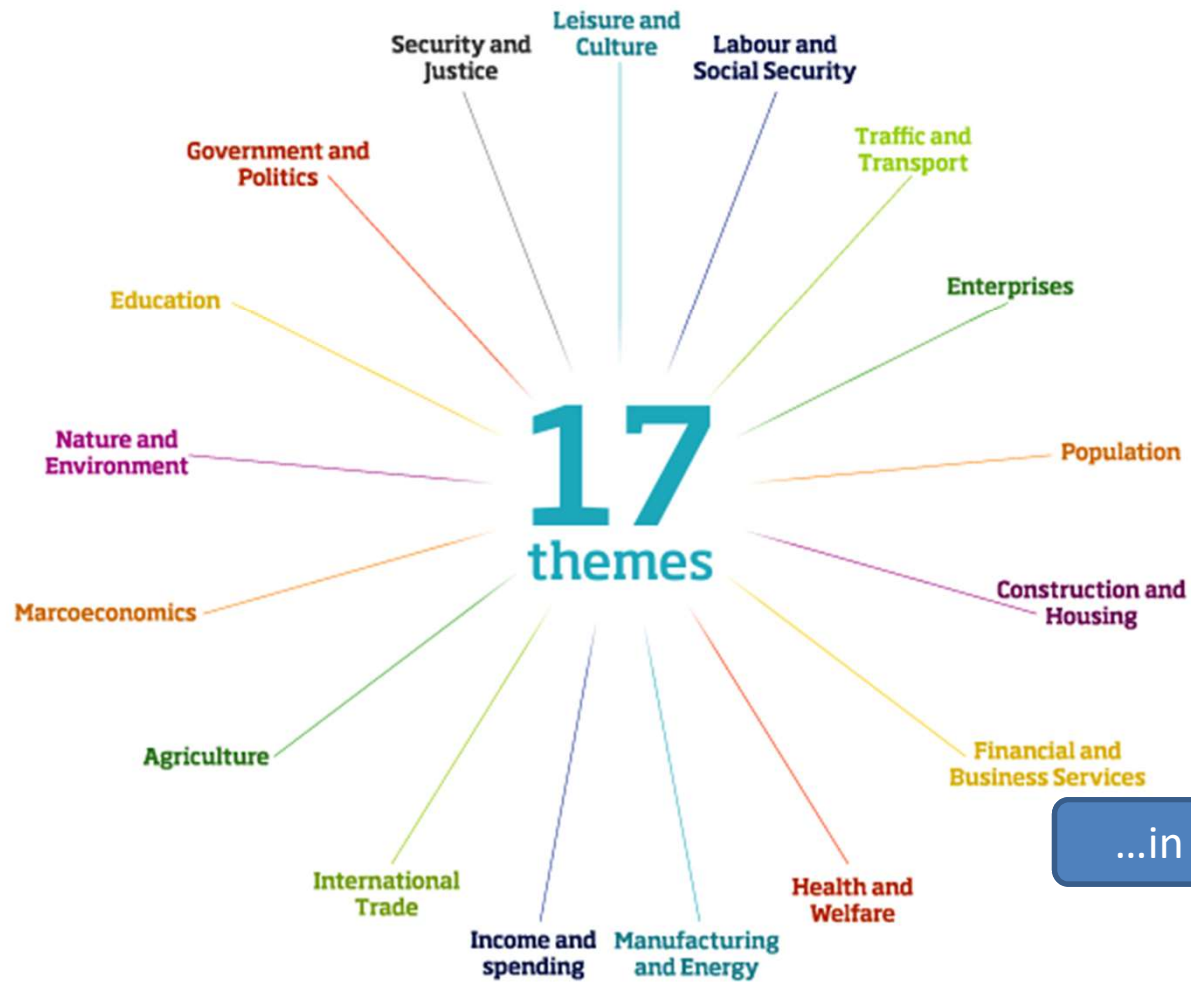 Leisure and
Culture
Security and
Justice
Labour and
Social Security
Government and
Politics
Traffic and
Transport
Education
Enterprises
17
themes
Nature and
Environment
Population
Marcoeconomics
Construction and
Housing
Agriculture
Financial and
Business Services
...in
International
Trade
Health and
Welfare
Income and
spending
Manufacturing
and Energy